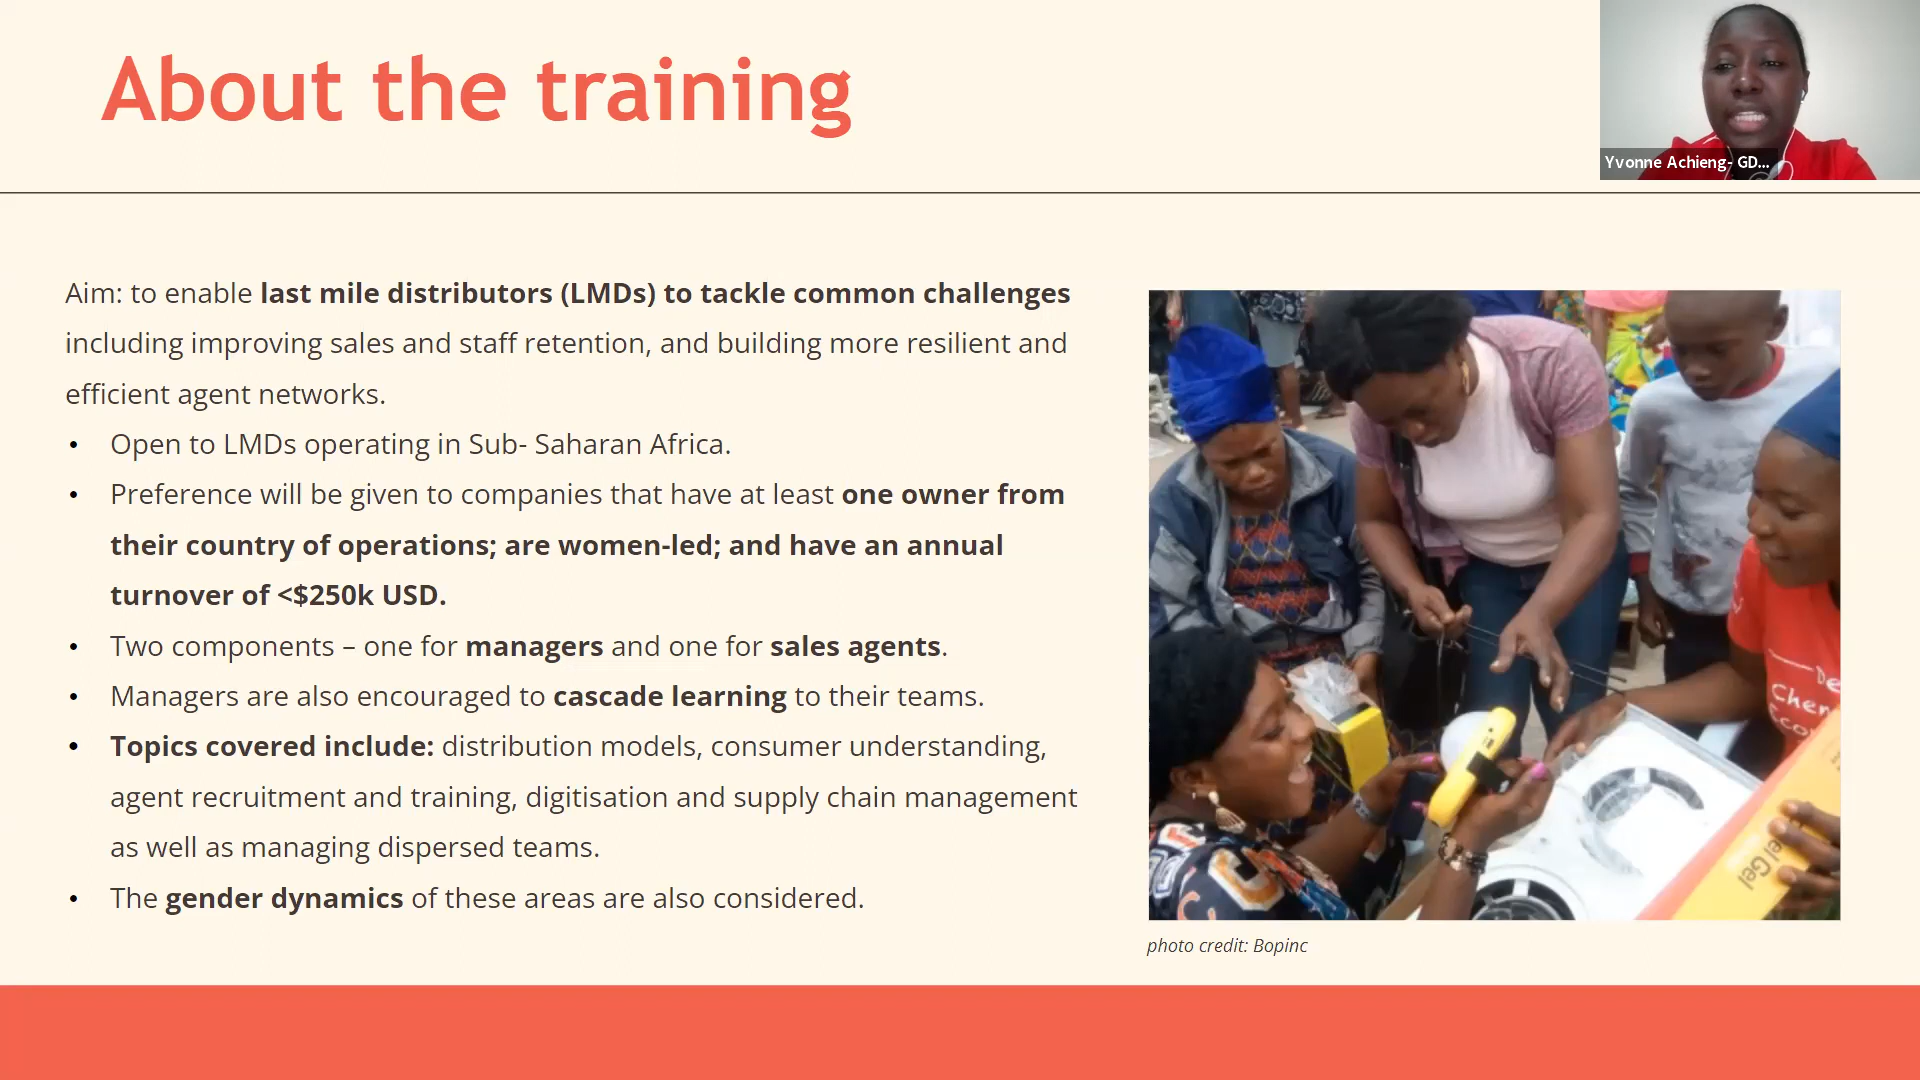 About the training
Yvonne Achieng- GD...
Aim: to enable last mile distributors (LMDs) to tackle common challenges
including improving sales and staff retention, and building more resilient and
efficient agent networks.
• Open to LMDs operating in Sub- Saharan Africa.
• Preference will be given to companies that have at least one owner from
their country of operations; are women-led; and have an annual
turnover of <$250k USD.
• Two components – one for managers and one for sales agents.
• Managers are also encouraged to cascade learning to their teams.
• Topics covered include: distribution models, consumer understanding,
agent recruitment and training, digitisation and supply chain management
as well as managing dispersed teams.
• The gender dynamics of these areas are also considered.
photo credit: Bopinc